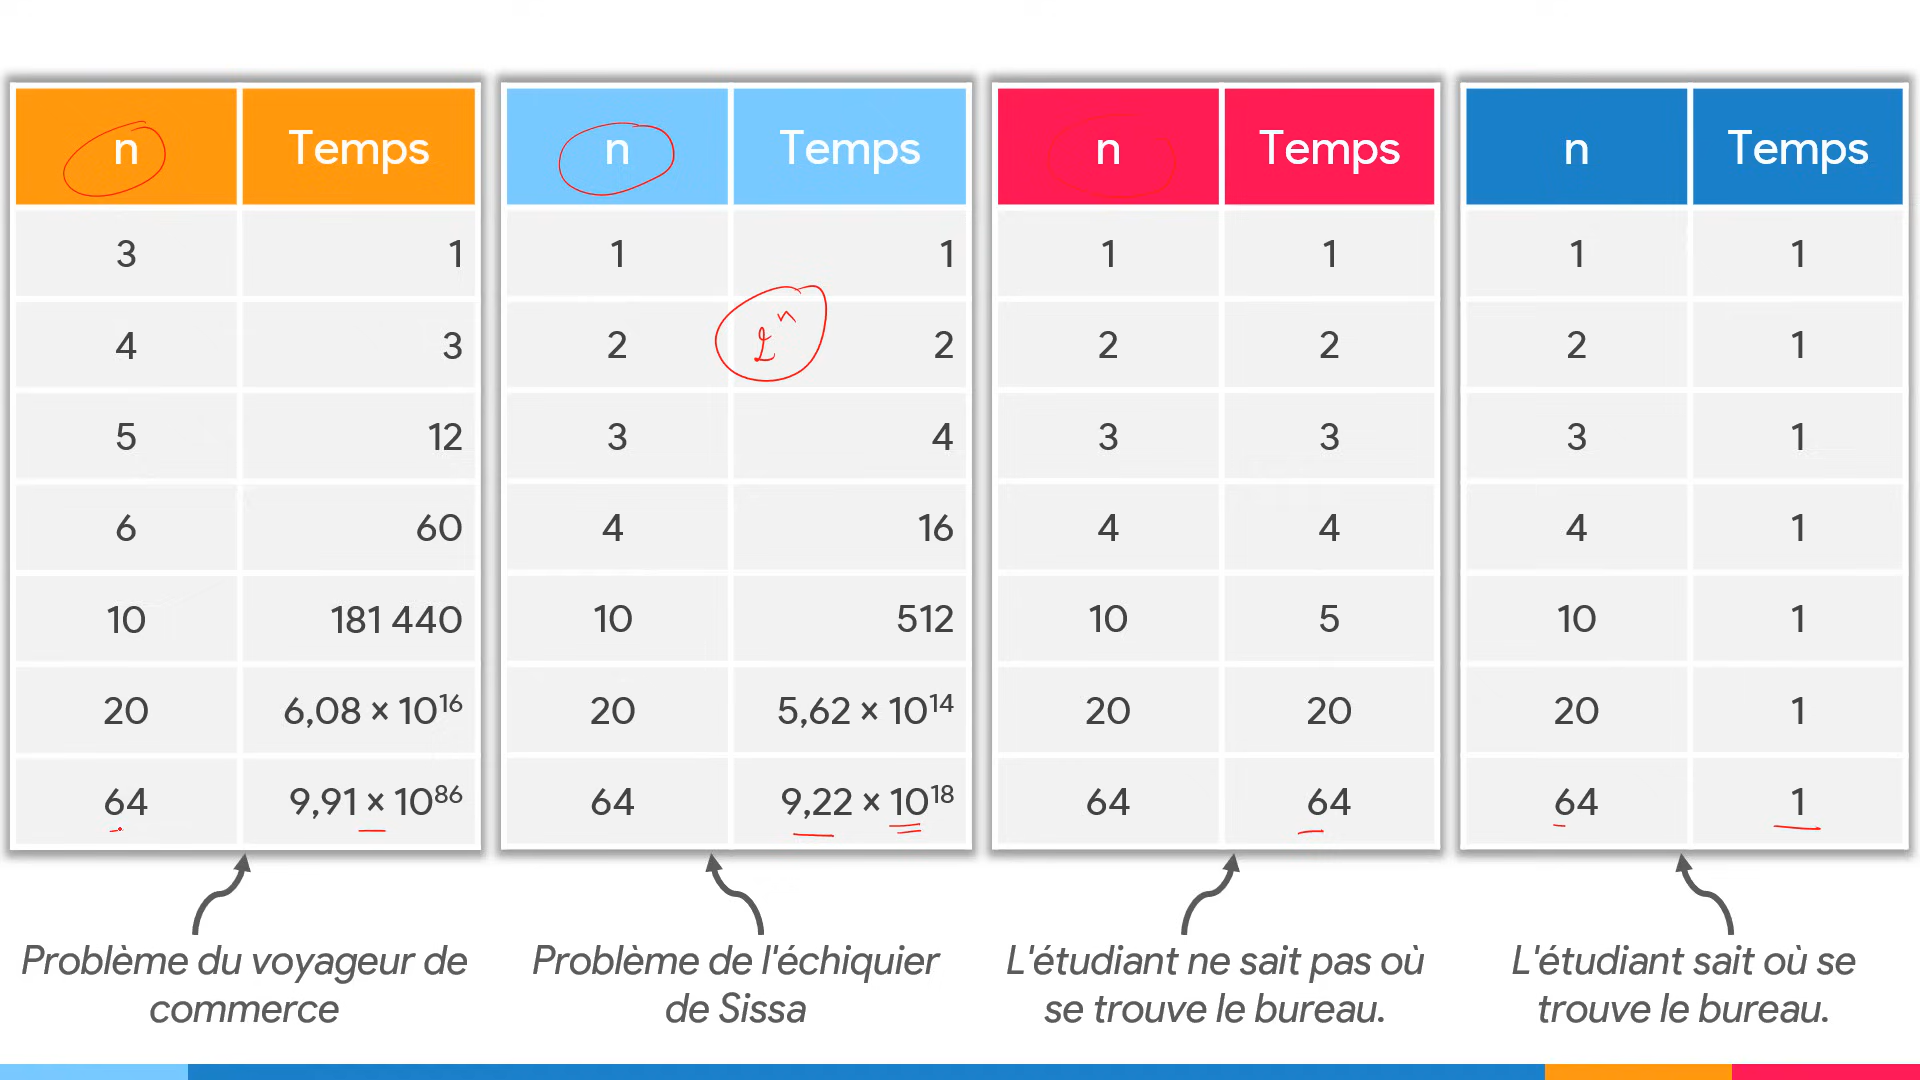 n Temps n Temps n Temps n Temps
3 1 1 1 1 1 1 1
4 3 2 2ⁿ 2 2 2 2 1
5 12 3 4 3 3 3 1
6 60 4 16 4 4 4 1
10 181 440 10 512 10 5 10 1
20 6,08 × 10¹⁶ 20 5,62 × 10¹⁴ 20 20 20 1
64 9,91 × 10⁸⁶ 64 9,22 × 10¹⁸ 64 64 64 1
Problème du voyageur de
commerce
Problème de l'échiquier
de Sissa
L'étudiant ne sait pas où
se trouve le bureau.
L'étudiant sait où se
trouve le bureau.